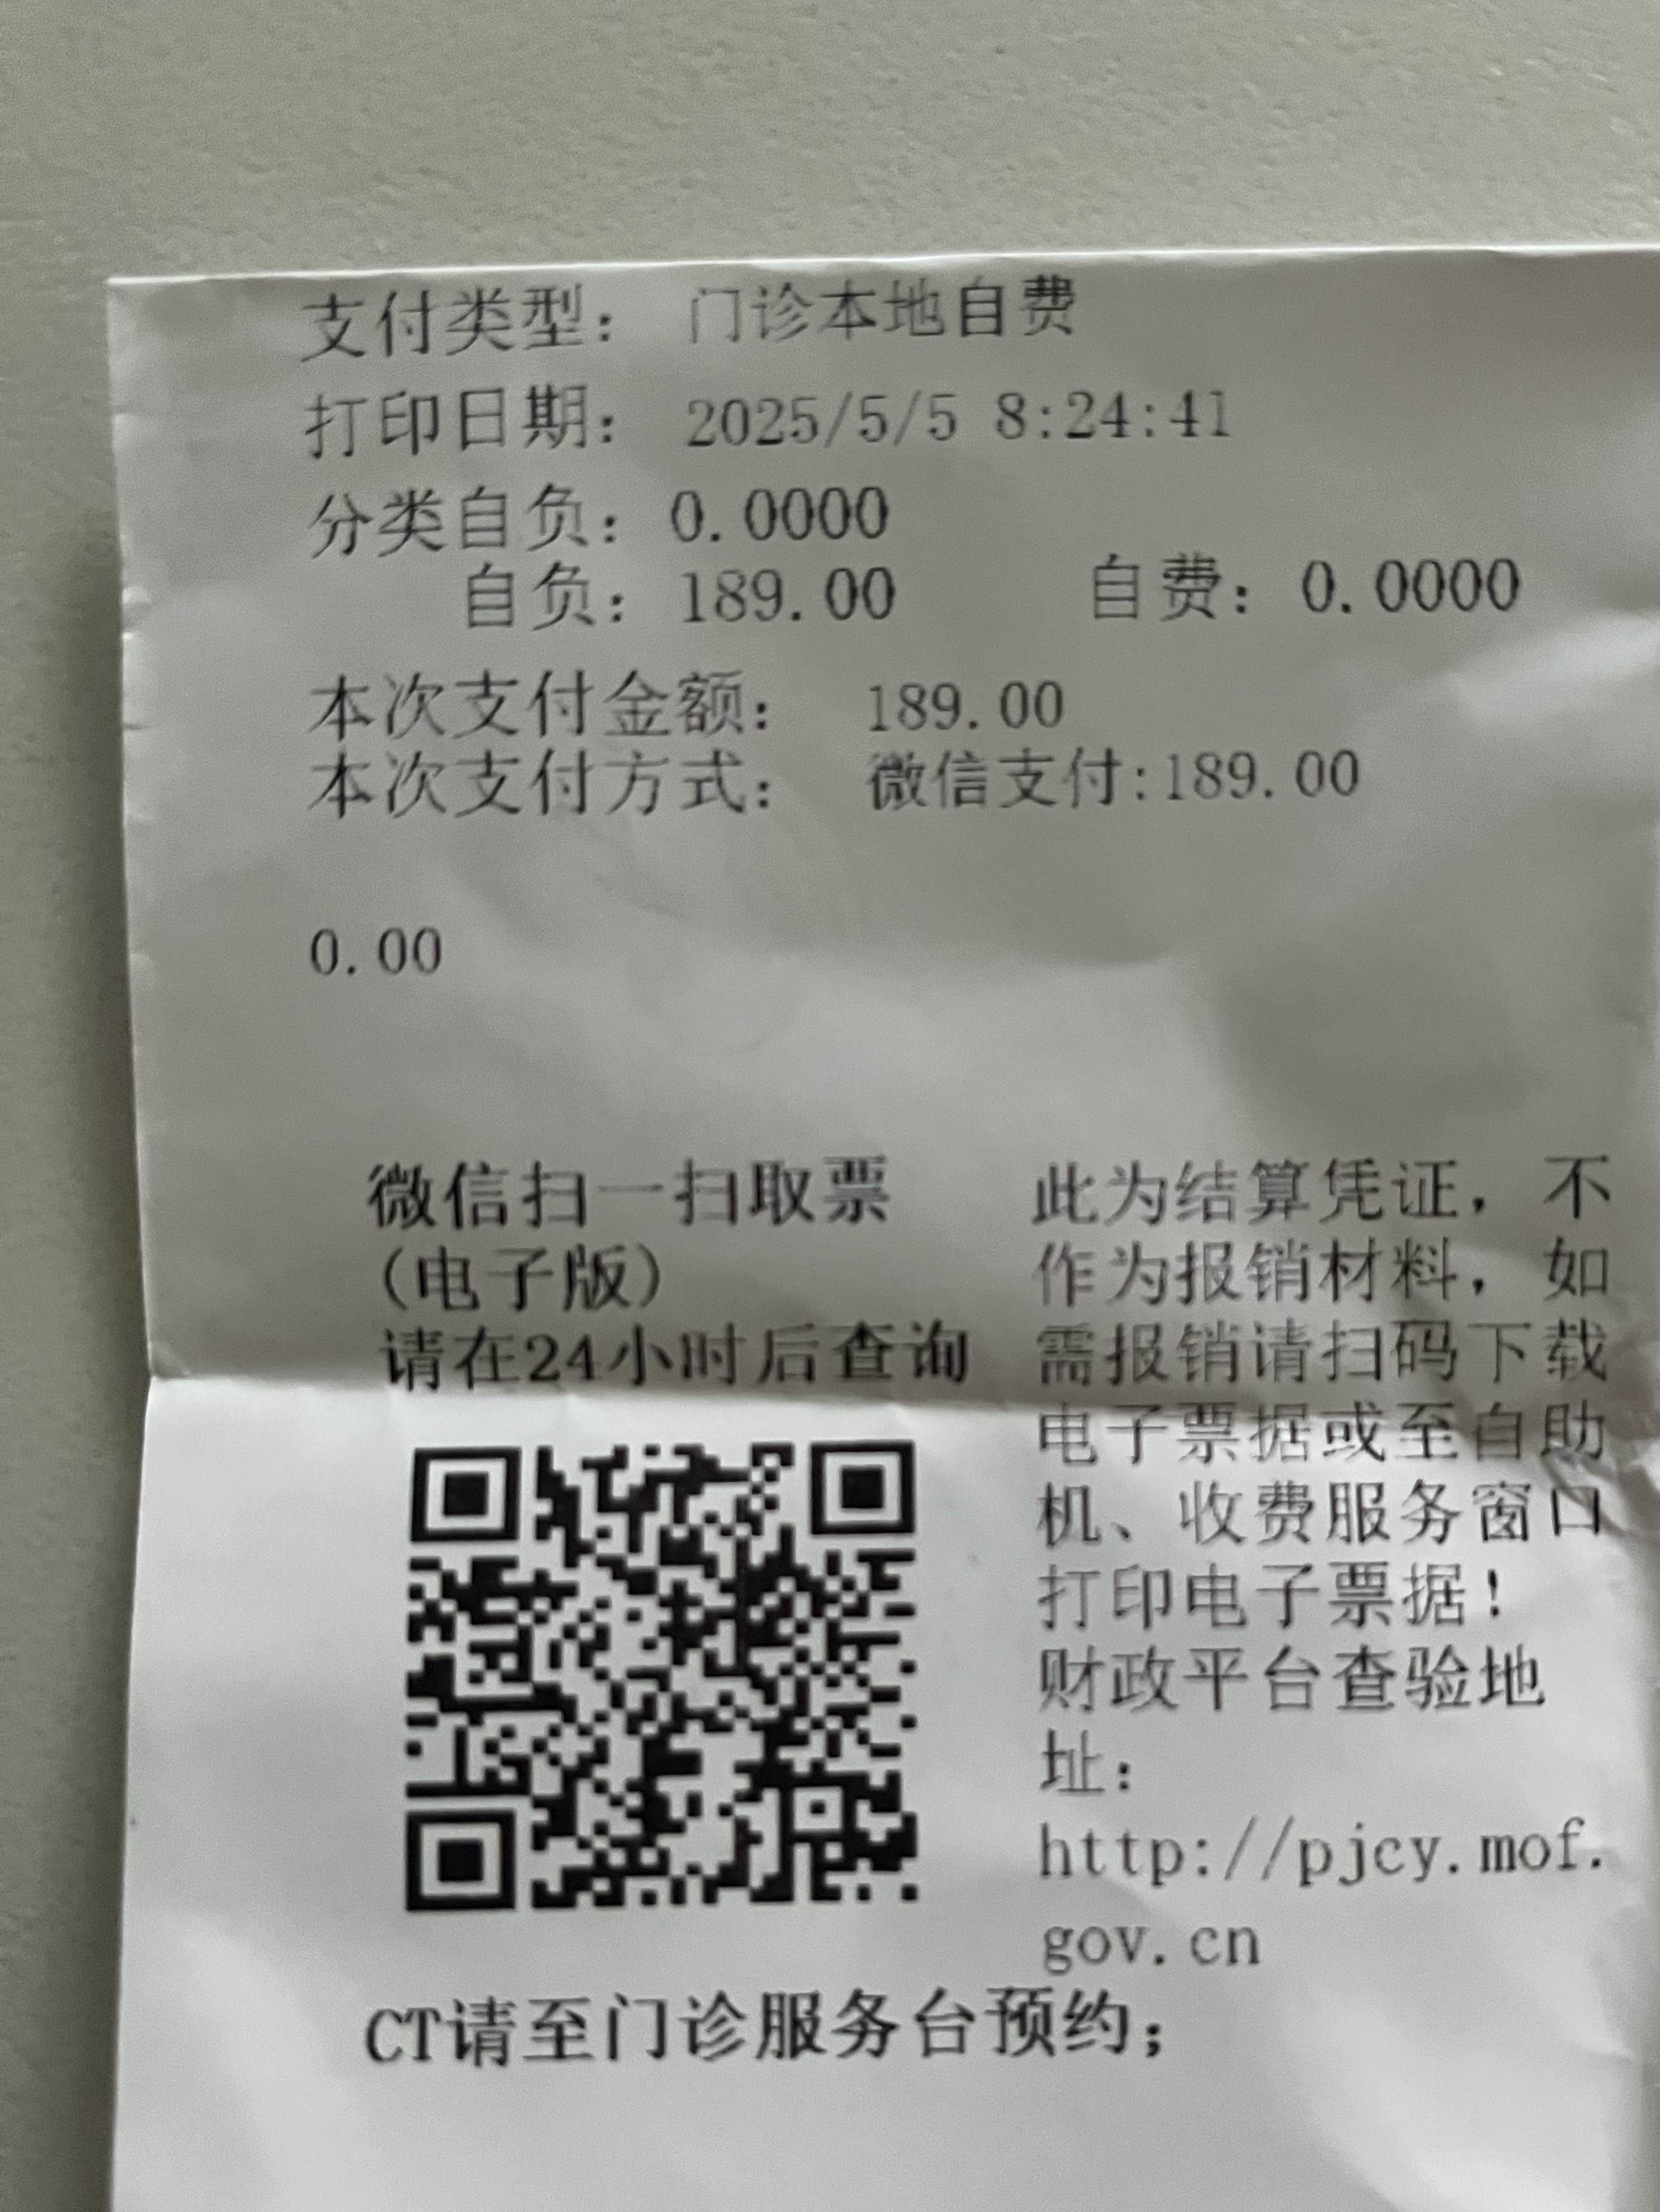 支付类型： 门诊本地自费
打印日期： 2025/5/5 8:24:41
分类自负：0.0000
自负：189.00 自费：0.0000
本次支付金额： 189.00
本次支付方式： 微信支付:189.00
0.00
微信扫一扫取票
(电子版)
请在24小时后查询
此为结算凭证，不
作为报销材料，如
需报销请扫码下载
电子票据或至自助
机、收费服务窗口
打印电子票据！
财政平台查验地
址：
http://pjcy.mof.
gov.cn
CT请至门诊服务台预约；